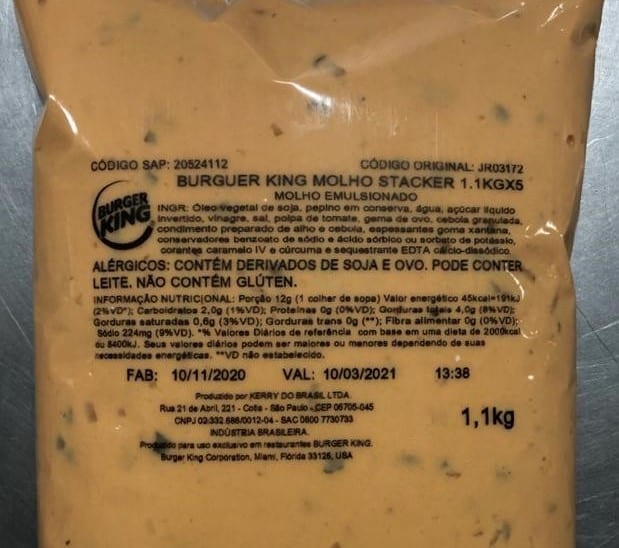 CÓDIGO SAP: 20524112 CÓDIGO ORIGINAL: JR03172
BURGUER KING MOLHO STACKER 1.1KGX5
MOLHO EMULSIONADO
BURGER KING
INGR: Óleo vegetal de soja, pepino em conserva, água, açúcar líquido
invertido, vinagre, sal, polpa de tomate, gema de ovo, cebola granulada,
condimento preparado de alho e cebola, espessantes goma xantana,
conservadores benzoato de sódio e ácido sórbico ou sorbato de potássio,
corantes caramelo IV e cúrcuma e sequestrante EDTA cálcio-dissódico.
ALÉRGICOS: CONTÉM DERIVADOS DE SOJA E OVO. PODE CONTER
LEITE. NÃO CONTÉM GLÚTEN.
INFORMAÇÃO NUTRICIONAL: Porção 12g (1 colher de sopa) Valor energético 45kcal=191kJ
(2%VD*); Carboidratos 2,0g (1%VD); Proteínas 0g (0%VD); Gorduras totais 4,0g (8%VD);
Gorduras saturadas 0,6g (3%VD); Gorduras trans 0g (**); Fibra alimentar 0g (0%VD);
Sódio 224mg (9%VD). *% Valores Diários de referência com base em uma dieta de 2000kcal
ou 8400kJ. Seus valores diários podem ser maiores ou menores dependendo de suas
necessidades energéticas. **VD não estabelecido.
FAB: 10/11/2020 VAL: 10/03/2021 13:38
Produzido por KERRY DO BRASIL LTDA.
Rua 21 de Abril, 221 - Cotia - São Paulo - CEP 06705-045
CNPJ 02.332.686/0012-04 - SAC 0800 7730733
INDÚSTRIA BRASILEIRA.
Produzido para uso exclusivo em restaurantes BURGER KING.
Burger King Corporation, Miami, Flórida 33126, USA
1,1kg